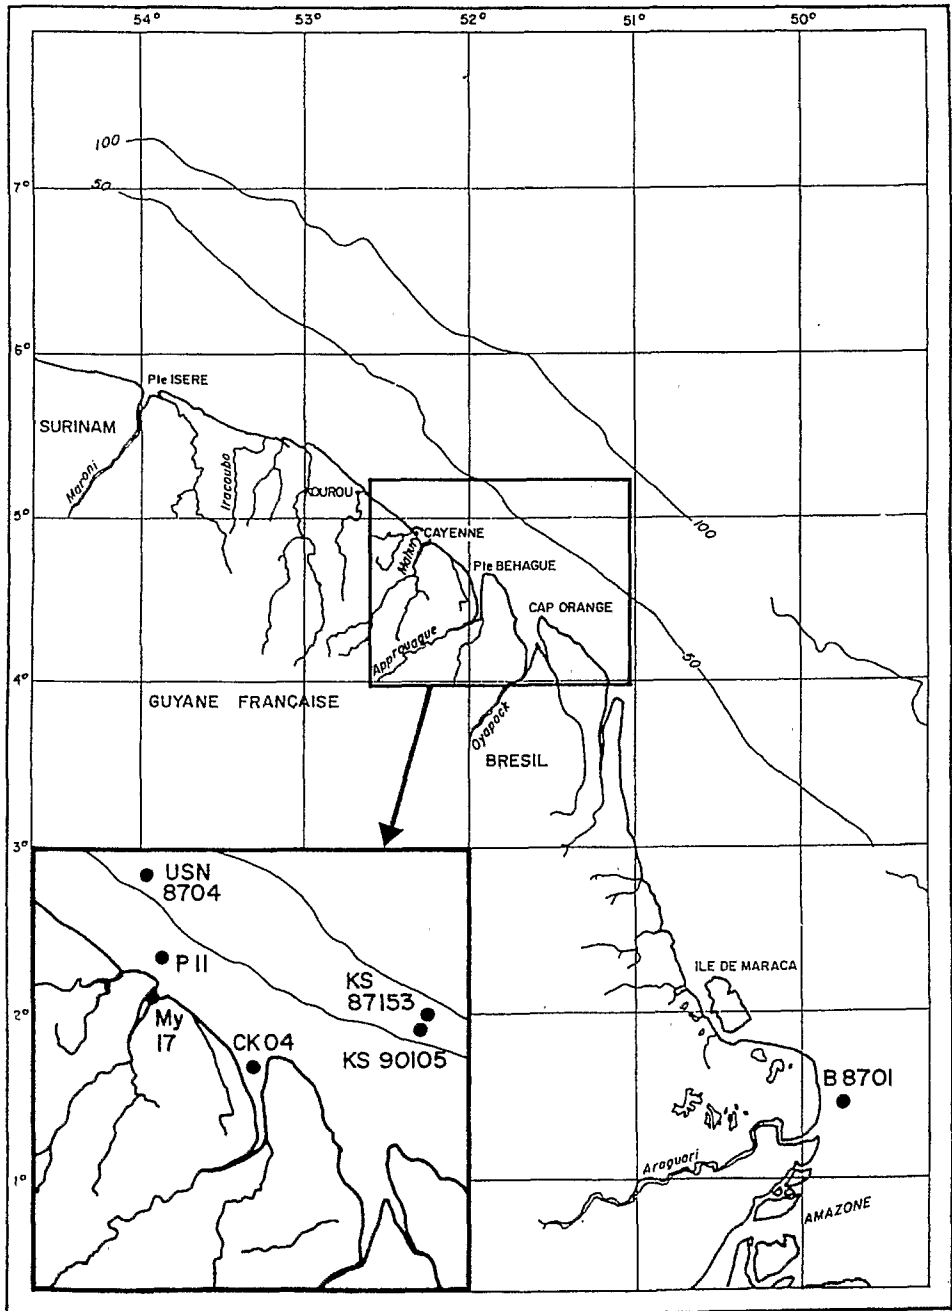 54° 53° 52° 51° 50°
100
50
7°
6°
Pte ISERE
SURINAM
Maroni
Iracoubo
KOUROU
5°
CAYENNE
Mahury
100
Pte BEHAGUE
CAP ORANGE
Approuague
50
4°
GUYANE FRANÇAISE
Oyapock
BRESIL
3°
USN
8704
P II
KS
87153
ILE DE MARACA
2°
My
17
CK 04
KS 90105
B 8701
Araguari
1°
AMAZONE